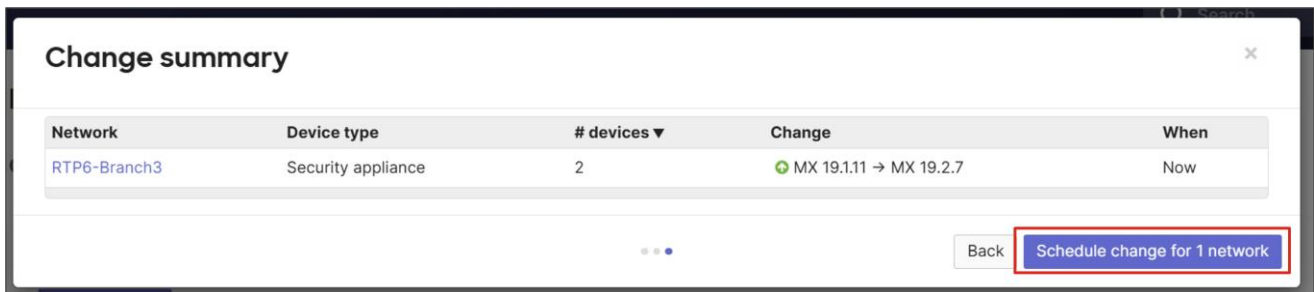 Search
Change summary
×
Network Device type # devices ▼ Change When
RTP6-Branch3 Security appliance 2 MX 19.1.11 → MX 19.2.7 Now
Back Schedule change for 1 network